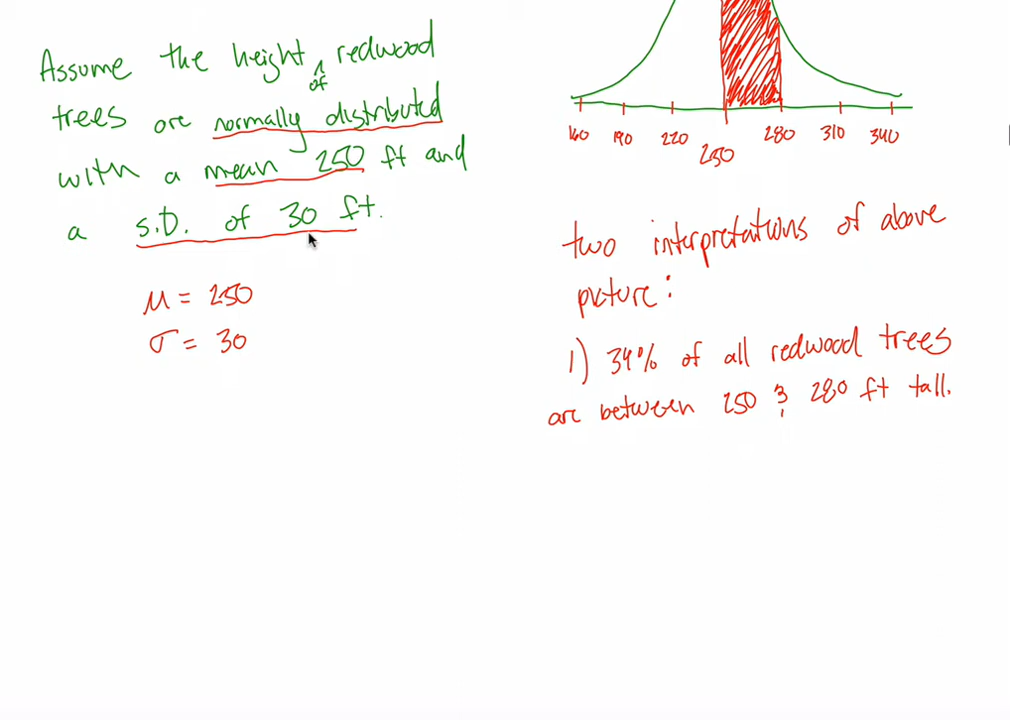 Assume the height of redwood
trees are normally distributed
with a mean 250 ft and
a s.D. of 30 ft.
μ = 250
σ = 30
160 190 220 250 280 310 340
two interpretations of above
picture:
1) 34% of all redwood trees
are between 250 & 280 ft tall.